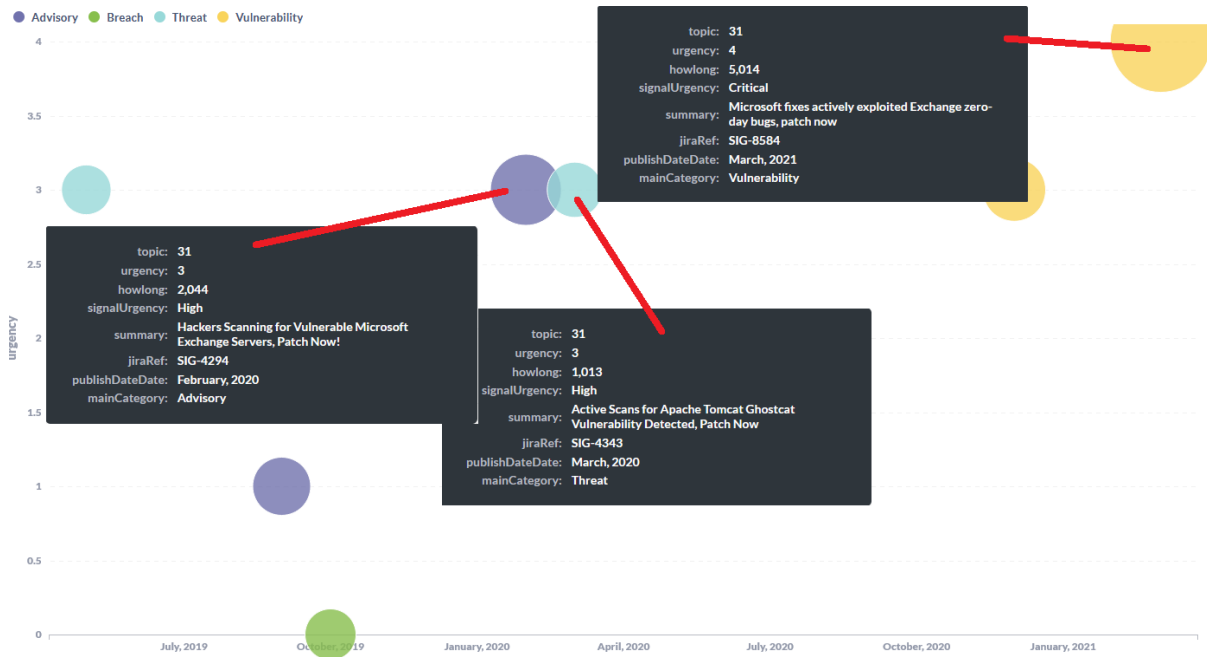 Advisory Breach Threat Vulnerability
4
3.5
3
2.5
2
1.5
1
0.5
0
urgency
topic: 31
urgency: 4
howlong: 5,014
signalUrgency: Critical
summary: Microsoft fixes actively exploited Exchange zero-
day bugs, patch now
jiraRef: SIG-8584
publishDateDate: March, 2021
mainCategory: Vulnerability
topic: 31
urgency: 3
howlong: 2,044
signalUrgency: High
summary: Hackers Scanning for Vulnerable Microsoft
Exchange Servers, Patch Now!
jiraRef: SIG-4294
publishDateDate: February, 2020
mainCategory: Advisory
topic: 31
urgency: 3
howlong: 1,013
signalUrgency: High
summary: Active Scans for Apache Tomcat Ghostcat
Vulnerability Detected, Patch Now
jiraRef: SIG-4343
publishDateDate: March, 2020
mainCategory: Threat
July, 2019 October, 2019 January, 2020 April, 2020 July, 2020 October, 2020 January, 2021